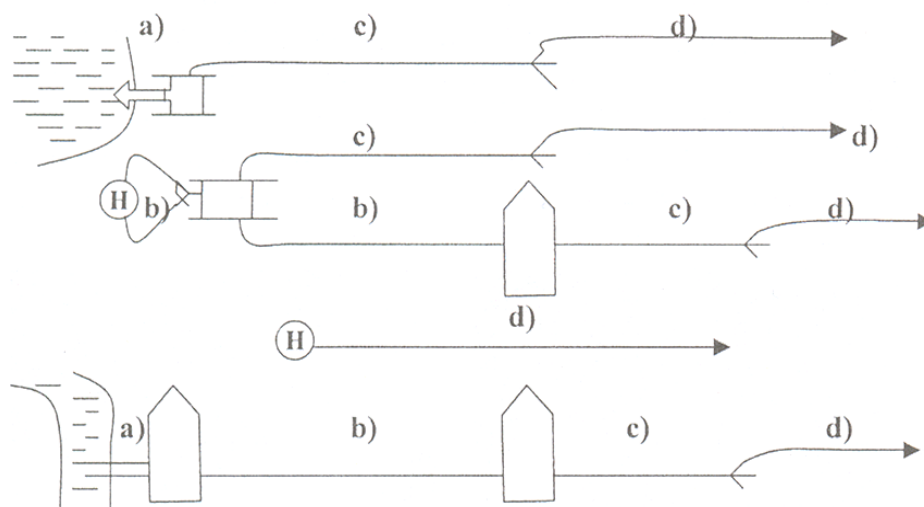 a) c) d)
c) d)
H b) b) c) d)
d)
H
a) b) c) d)